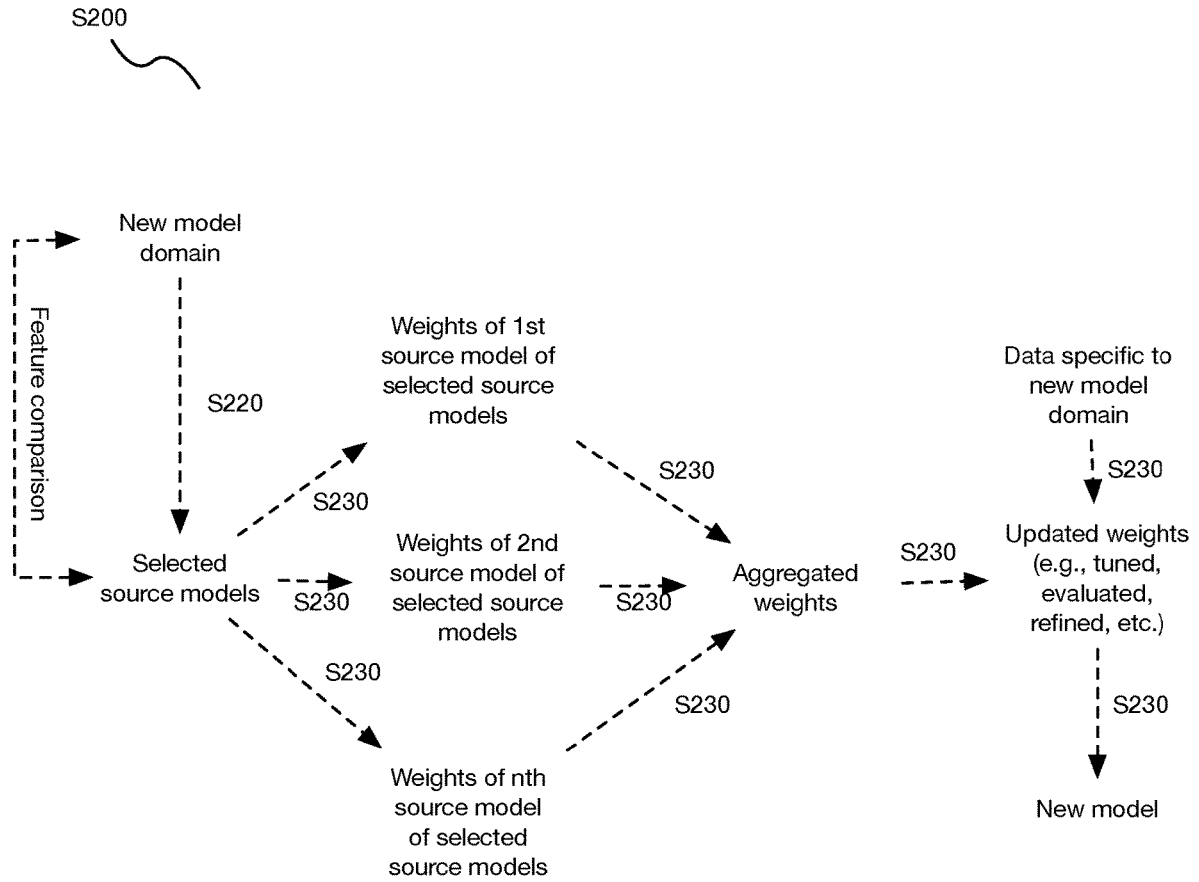 S200
New model
domain
Feature comparison
S220
Selected
source models
S230
S230
S230
Weights of 1st
source model of
selected source
models
Weights of 2nd
source model of
selected source
models
Weights of nth
source model
of selected
source models
S230
S230
S230
Aggregated
weights
S230
Data specific to
new model
domain
S230
Updated weights
(e.g., tuned,
evaluated,
refined, etc.)
S230
New model